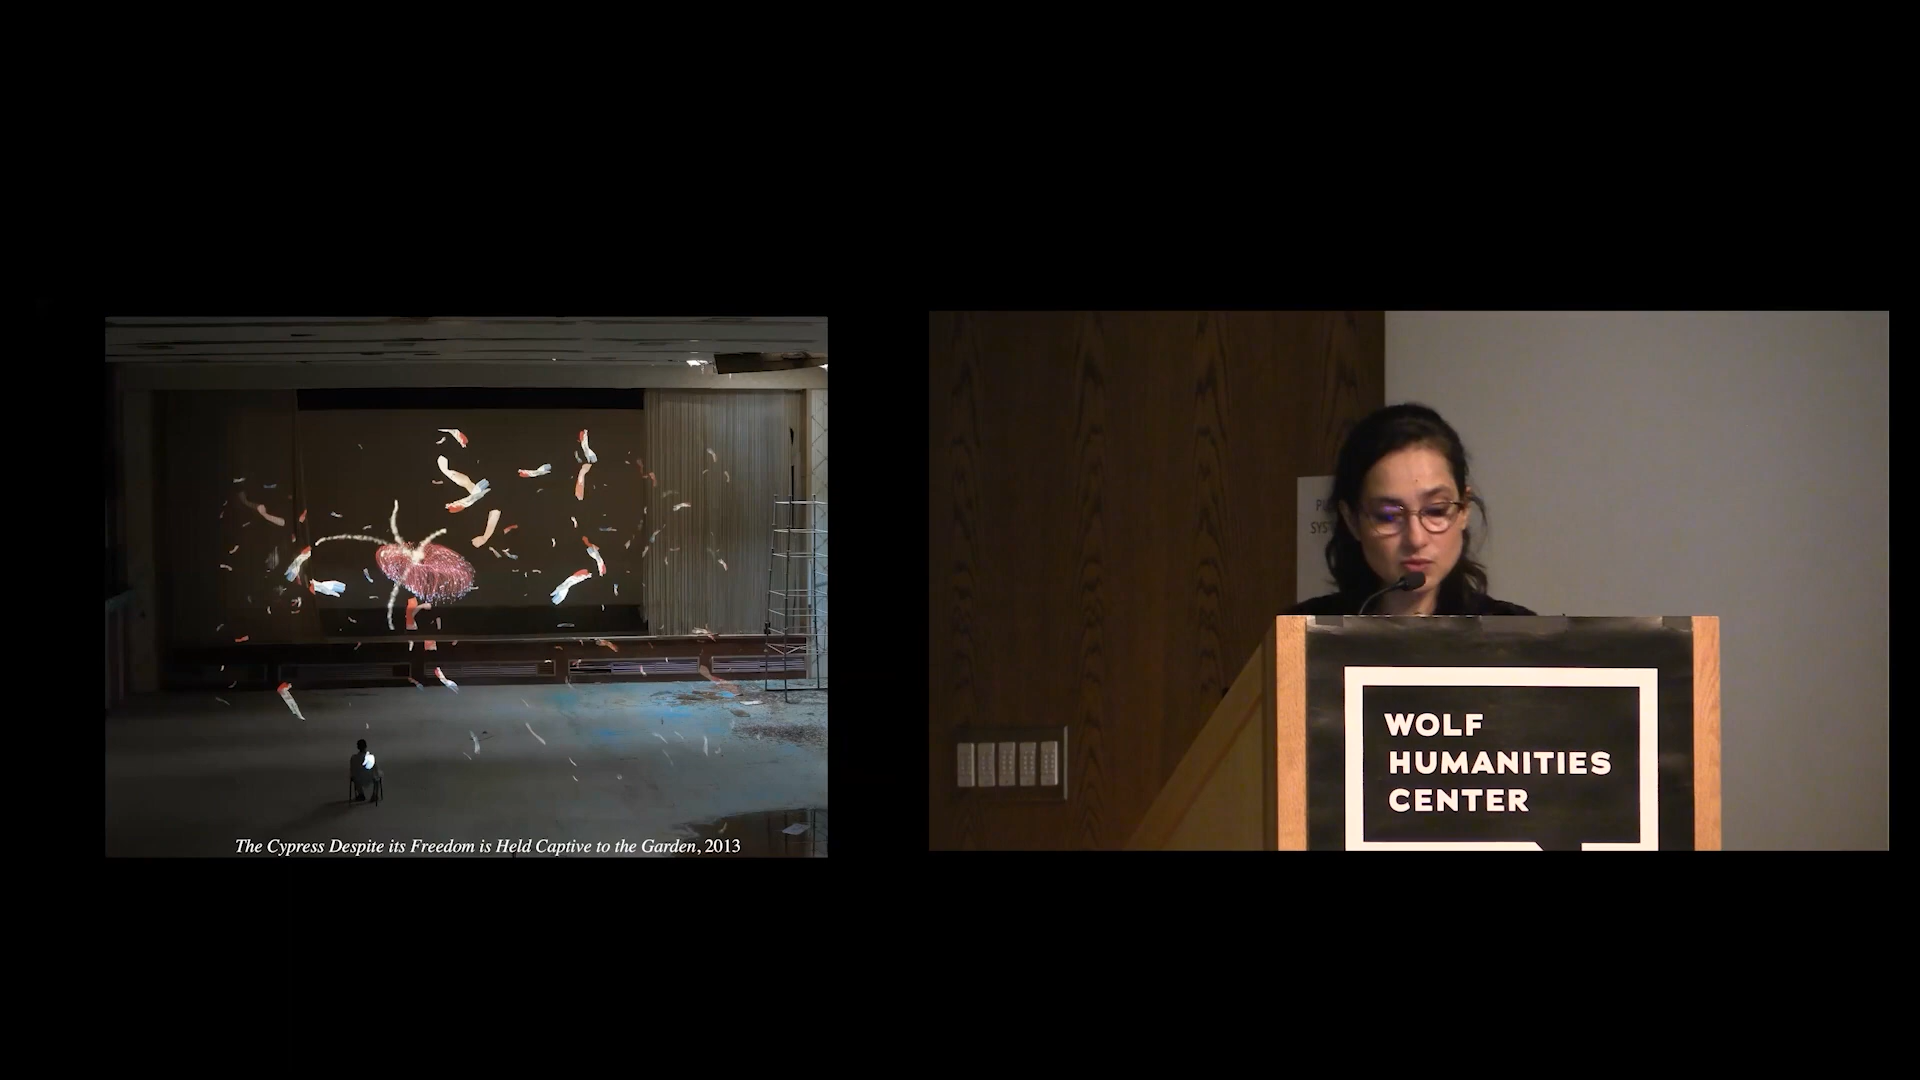 The Cypress Despite its Freedom is Held Captive to the Garden, 2013
WOLF
HUMANITIES
CENTER